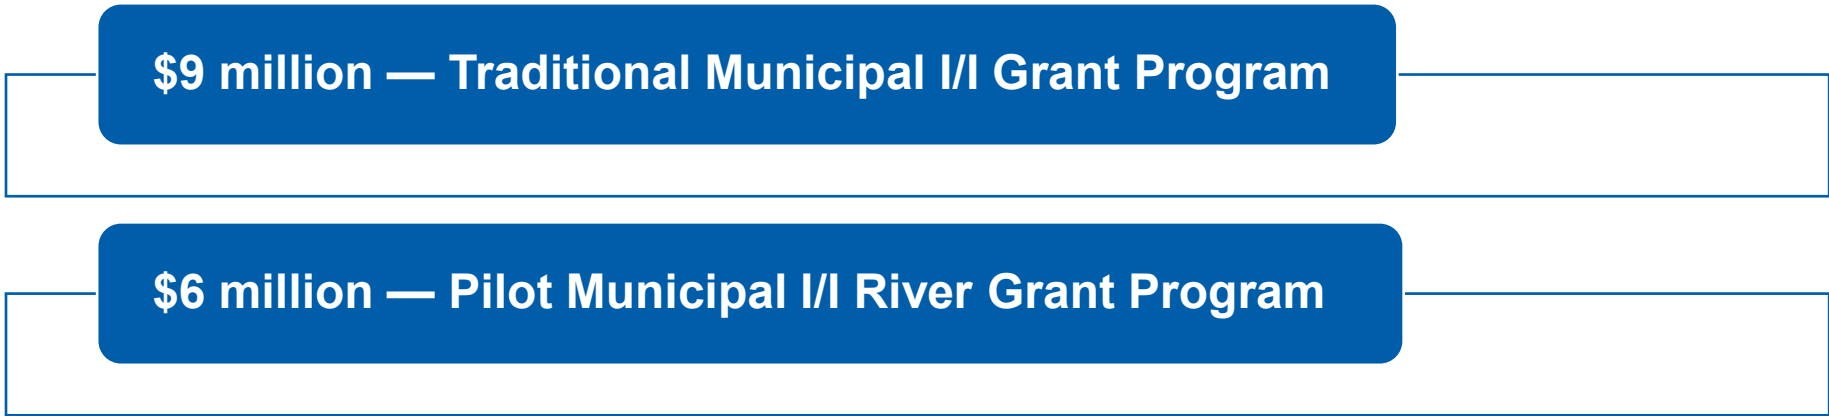 $9 million — Traditional Municipal I/I Grant Program
$6 million — Pilot Municipal I/I River Grant Program